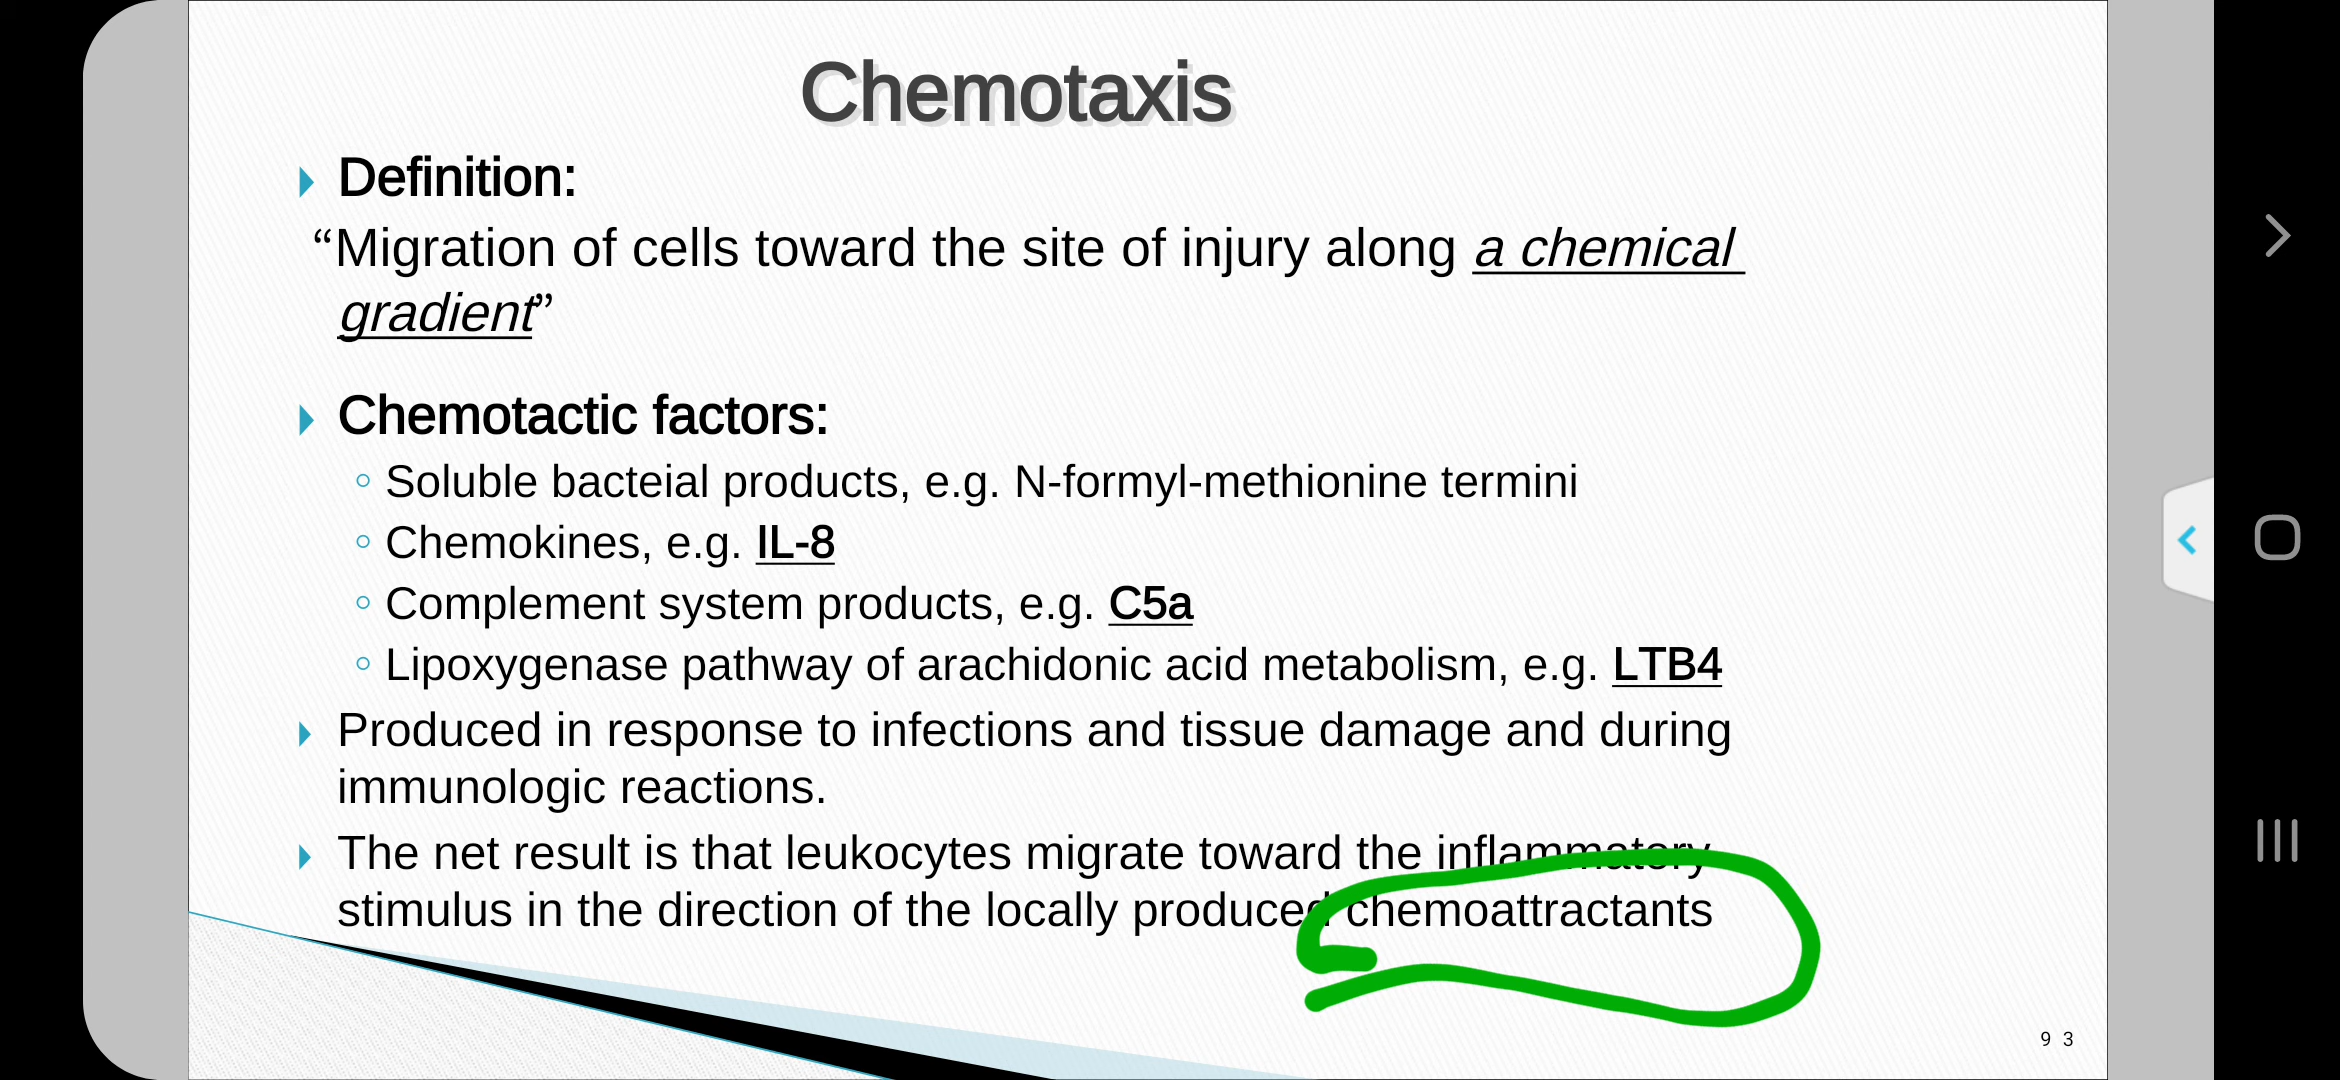 Chemotaxis
Definition:
“Migration of cells toward the site of injury along a chemical
gradient”
Chemotactic factors:
Soluble bacteial products, e.g. N-formyl-methionine termini
Chemokines, e.g. IL-8
Complement system products, e.g. C5a
Lipoxygenase pathway of arachidonic acid metabolism, e.g. LTB4
Produced in response to infections and tissue damage and during
immunologic reactions.
The net result is that leukocytes migrate toward the inflammatory
stimulus in the direction of the locally produced chemoattractants
93